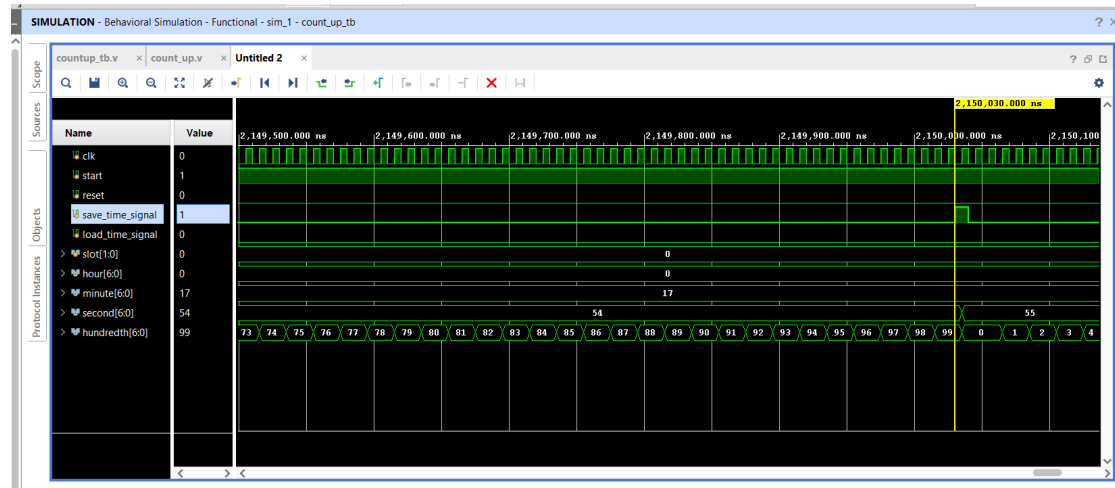 SIMULATION - Behavioral Simulation - Functional - sim_1 - count_up_tb
? ×
countup_tb.v × count_up.v × Untitled 2 ×
Scope
Sources
Objects
Protocol Instances
2,150,030.000 ns
Name Value
2,149,500.000 ns 2,149,600.000 ns 2,149,700.000 ns 2,149,800.000 ns 2,149,900.000 ns 2,150,000.000 ns 2,150,100
clk 0
start 1
reset 0
save_time_signal 1
load_time_signal 0
slot[1:0] 0 0
hour[6:0] 0 0
minute[6:0] 17 17
second[6:0] 54 54 55
hundredth[6:0] 99 73 74 75 76 77 78 79 80 81 82 83 84 85 86 87 88 89 90 91 92 93 94 95 96 97 98 99 0 1 2 3 4